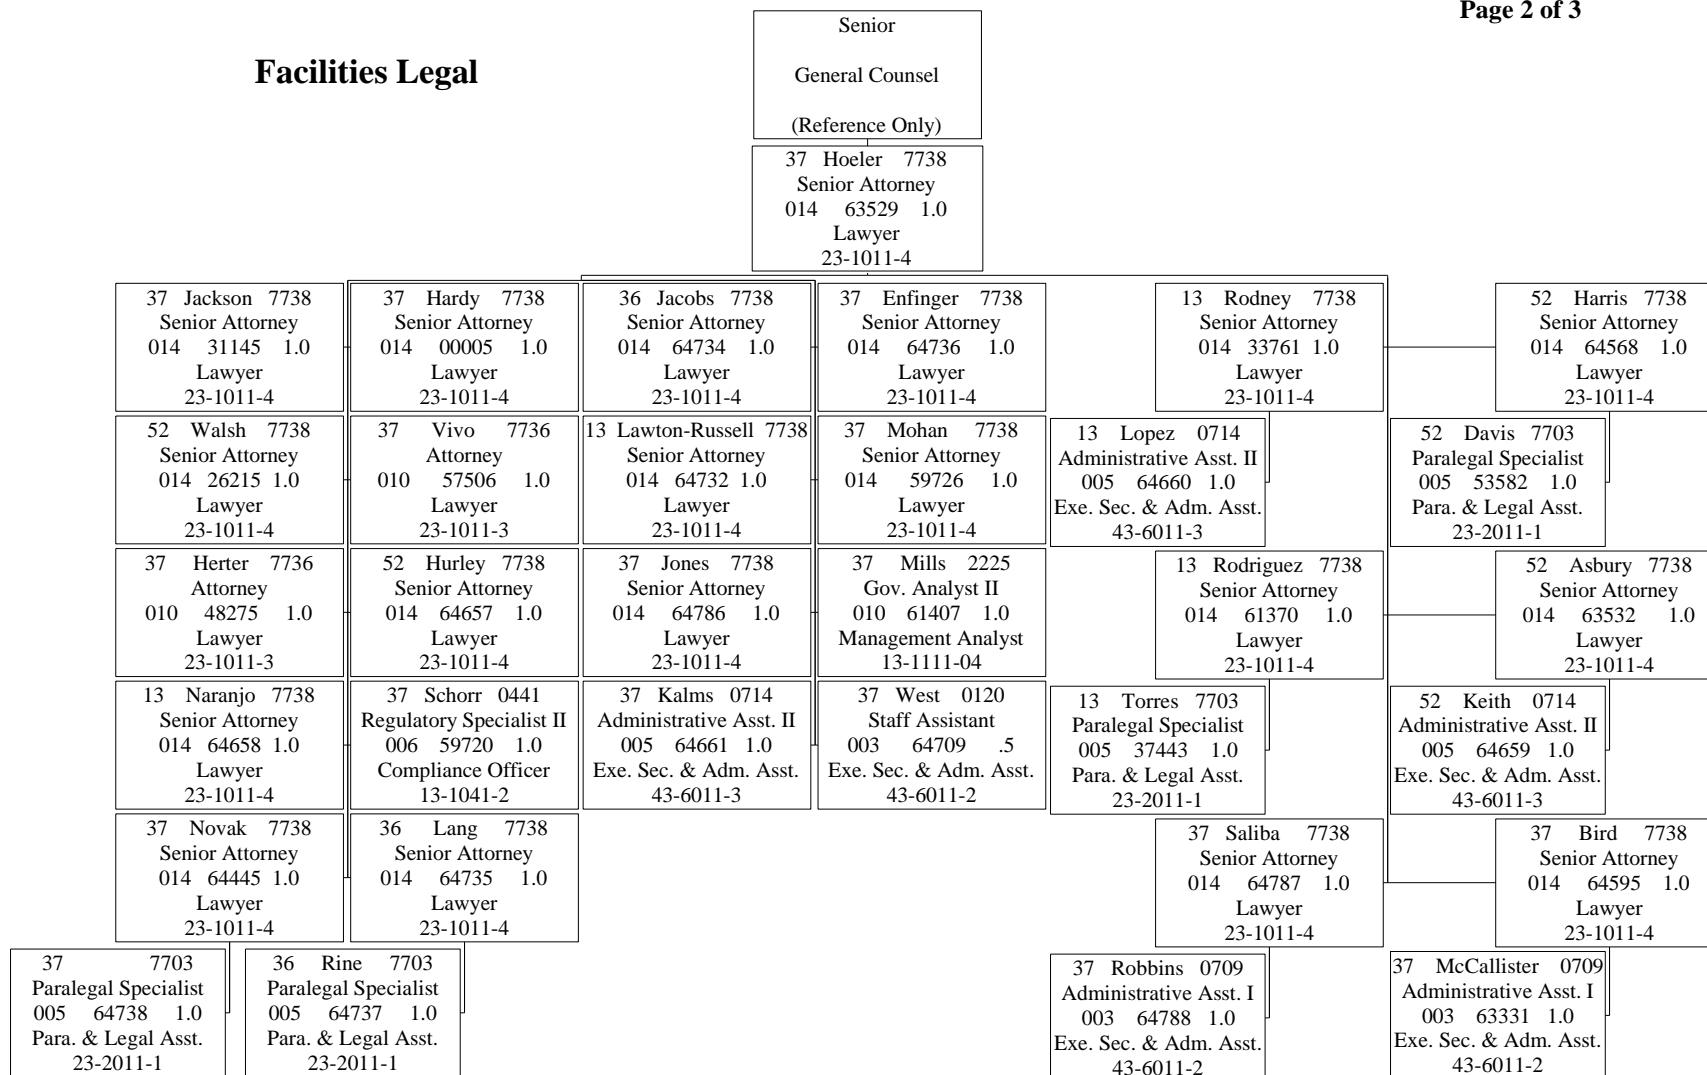 Page 2 of 3
Facilities Legal
Senior
General Counsel
(Reference Only)
37 Hoeler 7738
Senior Attorney
014 63529 1.0
Lawyer
23-1011-4
37 Jackson 7738
Senior Attorney
014 31145 1.0
Lawyer
23-1011-4
37 Hardy 7738
Senior Attorney
014 00005 1.0
Lawyer
23-1011-4
36 Jacobs 7738
Senior Attorney
014 64734 1.0
Lawyer
23-1011-4
37 Enfinger 7738
Senior Attorney
014 64736 1.0
Lawyer
23-1011-4
13 Rodney 7738
Senior Attorney
014 33761 1.0
Lawyer
23-1011-4
52 Harris 7738
Senior Attorney
014 64568 1.0
Lawyer
23-1011-4
52 Walsh 7738
Senior Attorney
014 26215 1.0
Lawyer
23-1011-4
37 Vivo 7736
Attorney
010 57506 1.0
Lawyer
23-1011-3
13 Lawton-Russell 7738
Senior Attorney
014 64732 1.0
Lawyer
23-1011-4
37 Mohan 7738
Senior Attorney
014 59726 1.0
Lawyer
23-1011-4
13 Lopez 0714
Administrative Asst. II
005 64660 1.0
Exe. Sec. & Adm. Asst.
43-6011-3
52 Davis 7703
Paralegal Specialist
005 53582 1.0
Para. & Legal Asst.
23-2011-1
37 Herter 7736
Attorney
010 48275 1.0
Lawyer
23-1011-3
52 Hurley 7738
Senior Attorney
014 64657 1.0
Lawyer
23-1011-4
37 Jones 7738
Senior Attorney
014 64786 1.0
Lawyer
23-1011-4
37 Mills 2225
Gov. Analyst II
010 61407 1.0
Management Analyst
13-1111-04
13 Rodriguez 7738
Senior Attorney
014 61370 1.0
Lawyer
23-1011-4
52 Asbury 7738
Senior Attorney
014 63532 1.0
Lawyer
23-1011-4
13 Naranjo 7738
Senior Attorney
014 64658 1.0
Lawyer
23-1011-4
37 Schorr 0441
Regulatory Specialist II
006 59720 1.0
Compliance Officer
13-1041-2
37 Kalms 0714
Administrative Asst. II
005 64661 1.0
Exe. Sec. & Adm. Asst.
43-6011-3
37 West 0120
Staff Assistant
003 64709 .5
Exe. Sec. & Adm. Asst.
43-6011-2
13 Torres 7703
Paralegal Specialist
005 37443 1.0
Para. & Legal Asst.
23-2011-1
52 Keith 0714
Administrative Asst. II
005 64659 1.0
Exe. Sec. & Adm. Asst.
43-6011-3
37 Novak 7738
Senior Attorney
014 64445 1.0
Lawyer
23-1011-4
36 Lang 7738
Senior Attorney
014 64735 1.0
Lawyer
23-1011-4
37 Saliba 7738
Senior Attorney
014 64787 1.0
Lawyer
23-1011-4
37 Bird 7738
Senior Attorney
014 64595 1.0
Lawyer
23-1011-4
37 7703
Paralegal Specialist
005 64738 1.0
Para. & Legal Asst.
23-2011-1
36 Rine 7703
Paralegal Specialist
005 64737 1.0
Para. & Legal Asst.
23-2011-1
37 Robbins 0709
Administrative Asst. I
003 64788 1.0
Exe. Sec. & Adm. Asst.
43-6011-2
37 McCallister 0709
Administrative Asst. I
003 63331 1.0
Exe. Sec. & Adm. Asst.
43-6011-2